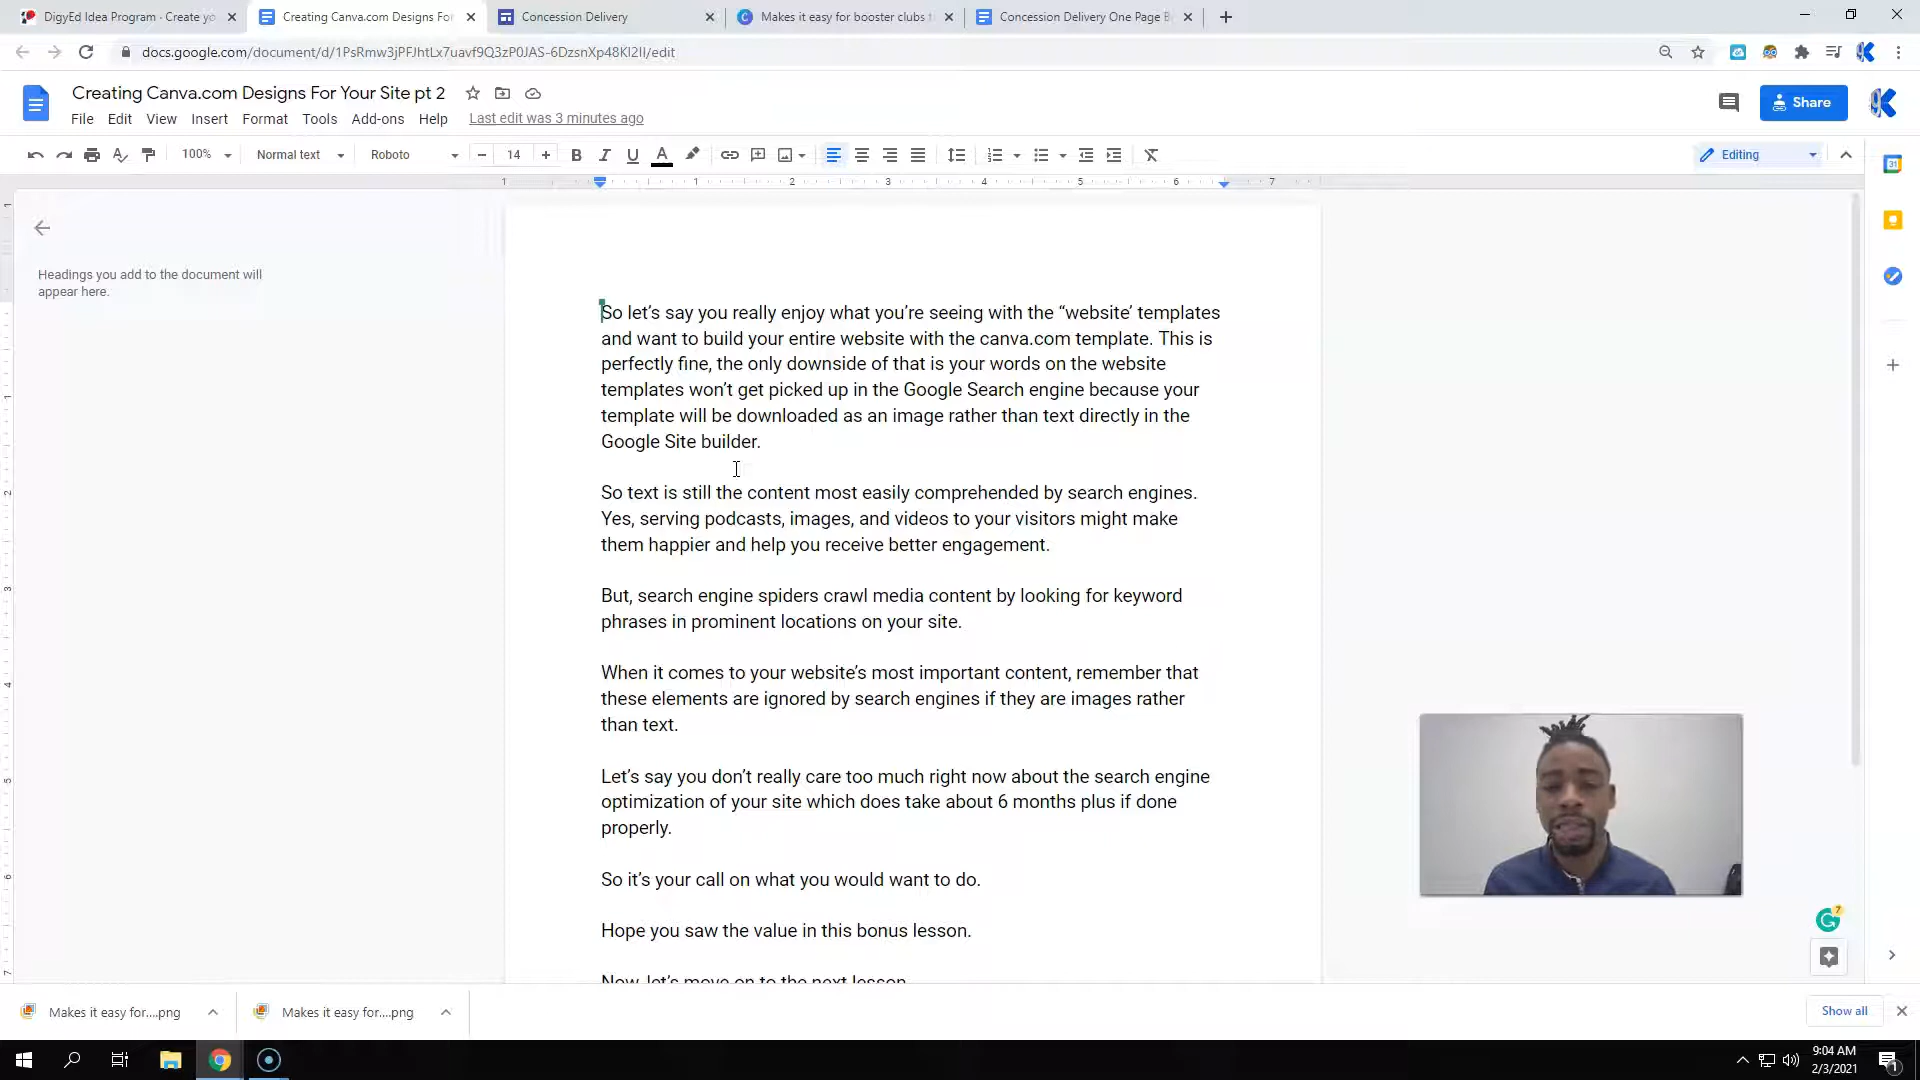 DigyEd Idea Program - Create yo
Creating Canva.com Designs For
Concession Delivery
Makes it easy for booster clubs t
Concession Delivery One Page B
docs.google.com/document/d/1PsRmw3jPFJhtLx7uavf9Q3zP0JAS-6DzsnXp48Kl2lI/edit
Creating Canva.com Designs For Your Site pt 2
Share
File Edit View Insert Format Tools Add-ons Help Last edit was 3 minutes ago
100% Normal text Roboto 14 Editing
1 1 2 3 4 5 6 7
Headings you add to the document will
appear here.
So let’s say you really enjoy what you’re seeing with the “website’ templates
and want to build your entire website with the canva.com template. This is
perfectly fine, the only downside of that is your words on the website
templates won’t get picked up in the Google Search engine because your
template will be downloaded as an image rather than text directly in the
Google Site builder.
So text is still the content most easily comprehended by search engines.
Yes, serving podcasts, images, and videos to your visitors might make
them happier and help you receive better engagement.
But, search engine spiders crawl media content by looking for keyword
phrases in prominent locations on your site.
When it comes to your website’s most important content, remember that
these elements are ignored by search engines if they are images rather
than text.
Let’s say you don’t really care too much right now about the search engine
optimization of your site which does take about 6 months plus if done
properly.
So it’s your call on what you would want to do.
Hope you saw the value in this bonus lesson.
Now, let’s move on to the next lesson
Makes it easy for....png
Makes it easy for....png
Show all
9:04 AM
2/3/2021